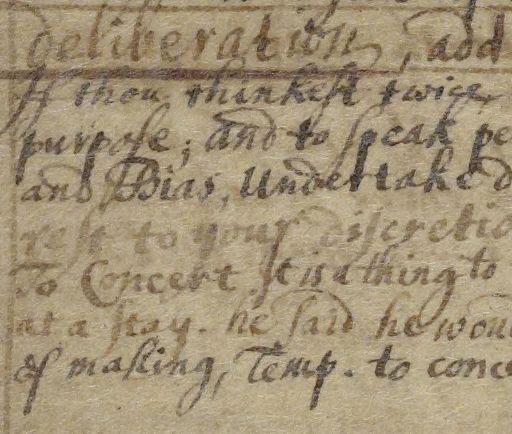 deliberation, add
If thou thinkest twice
purpose; and to speak pe
and Bias, Undertake d
rest to your discretio
To Concert It is a thing to
at a stay. he said he woul
of making, Temp. to conce